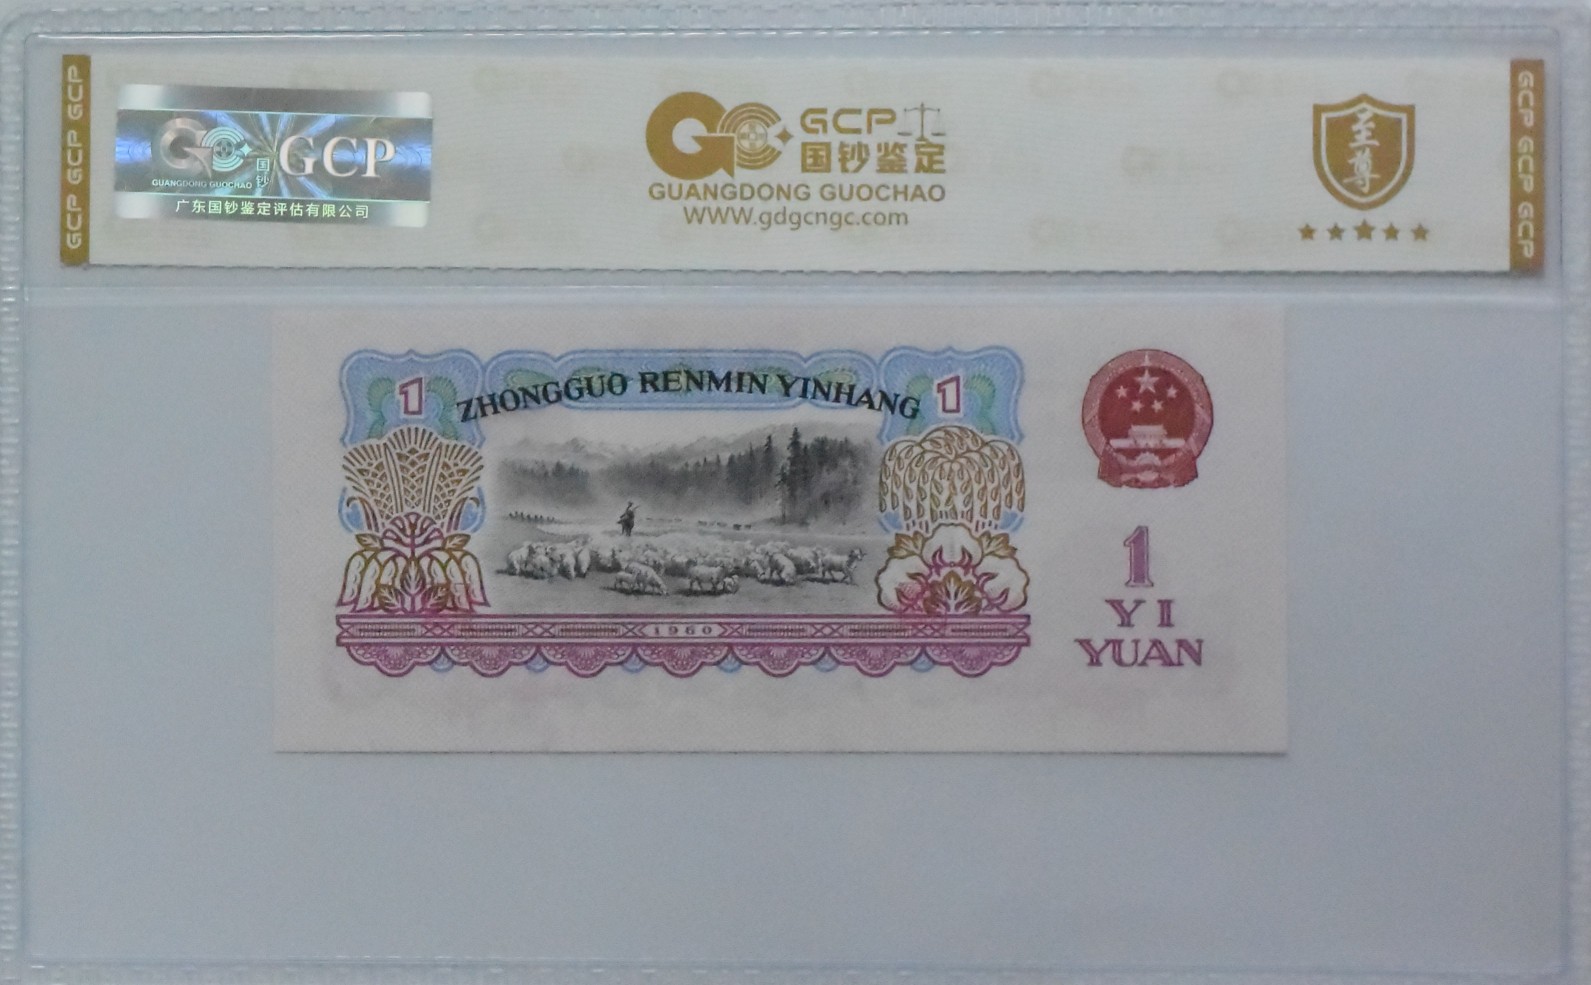 GCP GCP GCP
国钞
GCP
GUANGDONG GUOCHAO
广东国钞鉴定评估有限公司
GCP
国钞鉴定
GUANGDONG GUOCHAO
WWW.gdgcngc.com
至尊
GCP GCP GCP
1
ZHONGGUO RENMIN YINHANG
1
1
YI
YUAN
1960